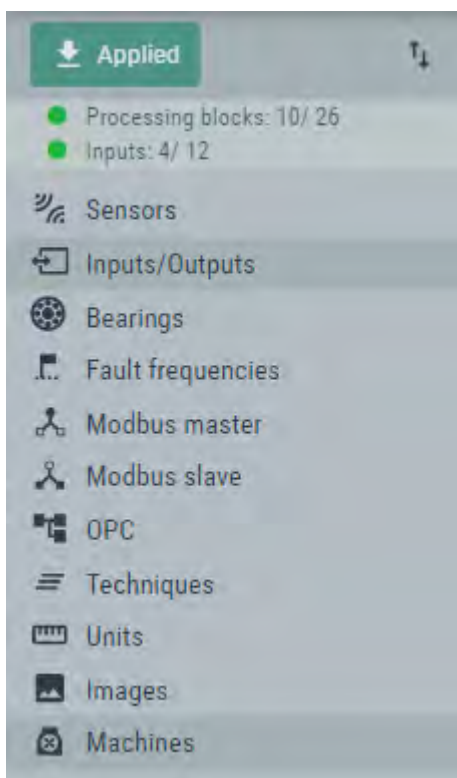 Applied
Processing blocks: 10/ 26
Inputs: 4/ 12
Sensors
Inputs/Outputs
Bearings
Fault frequencies
Modbus master
Modbus slave
OPC
Techniques
Units
Images
Machines